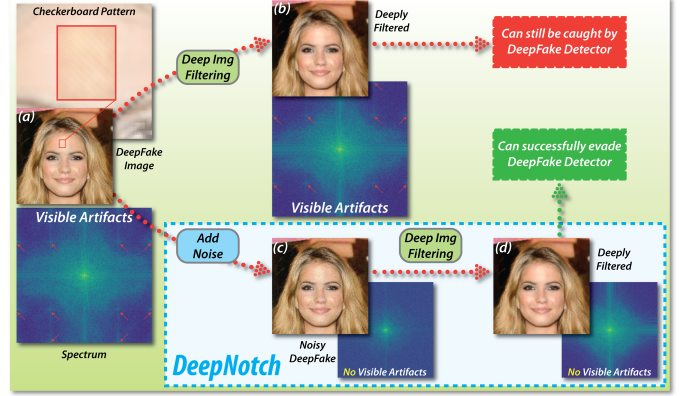 Checkerboard Pattern
(a)
DeepFake
Image
Visible Artifacts
Spectrum
Deep Img
Filtering
(b)
Deeply
Filtered
Visible Artifacts
Can still be caught by
DeepFake Detector
Can successfully evade
DeepFake Detector
Add
Noise
(c)
Noisy
DeepFake
No Visible Artifacts
Deep Img
Filtering
(d)
Deeply
Filtered
No Visible Artifacts
DeepNotch